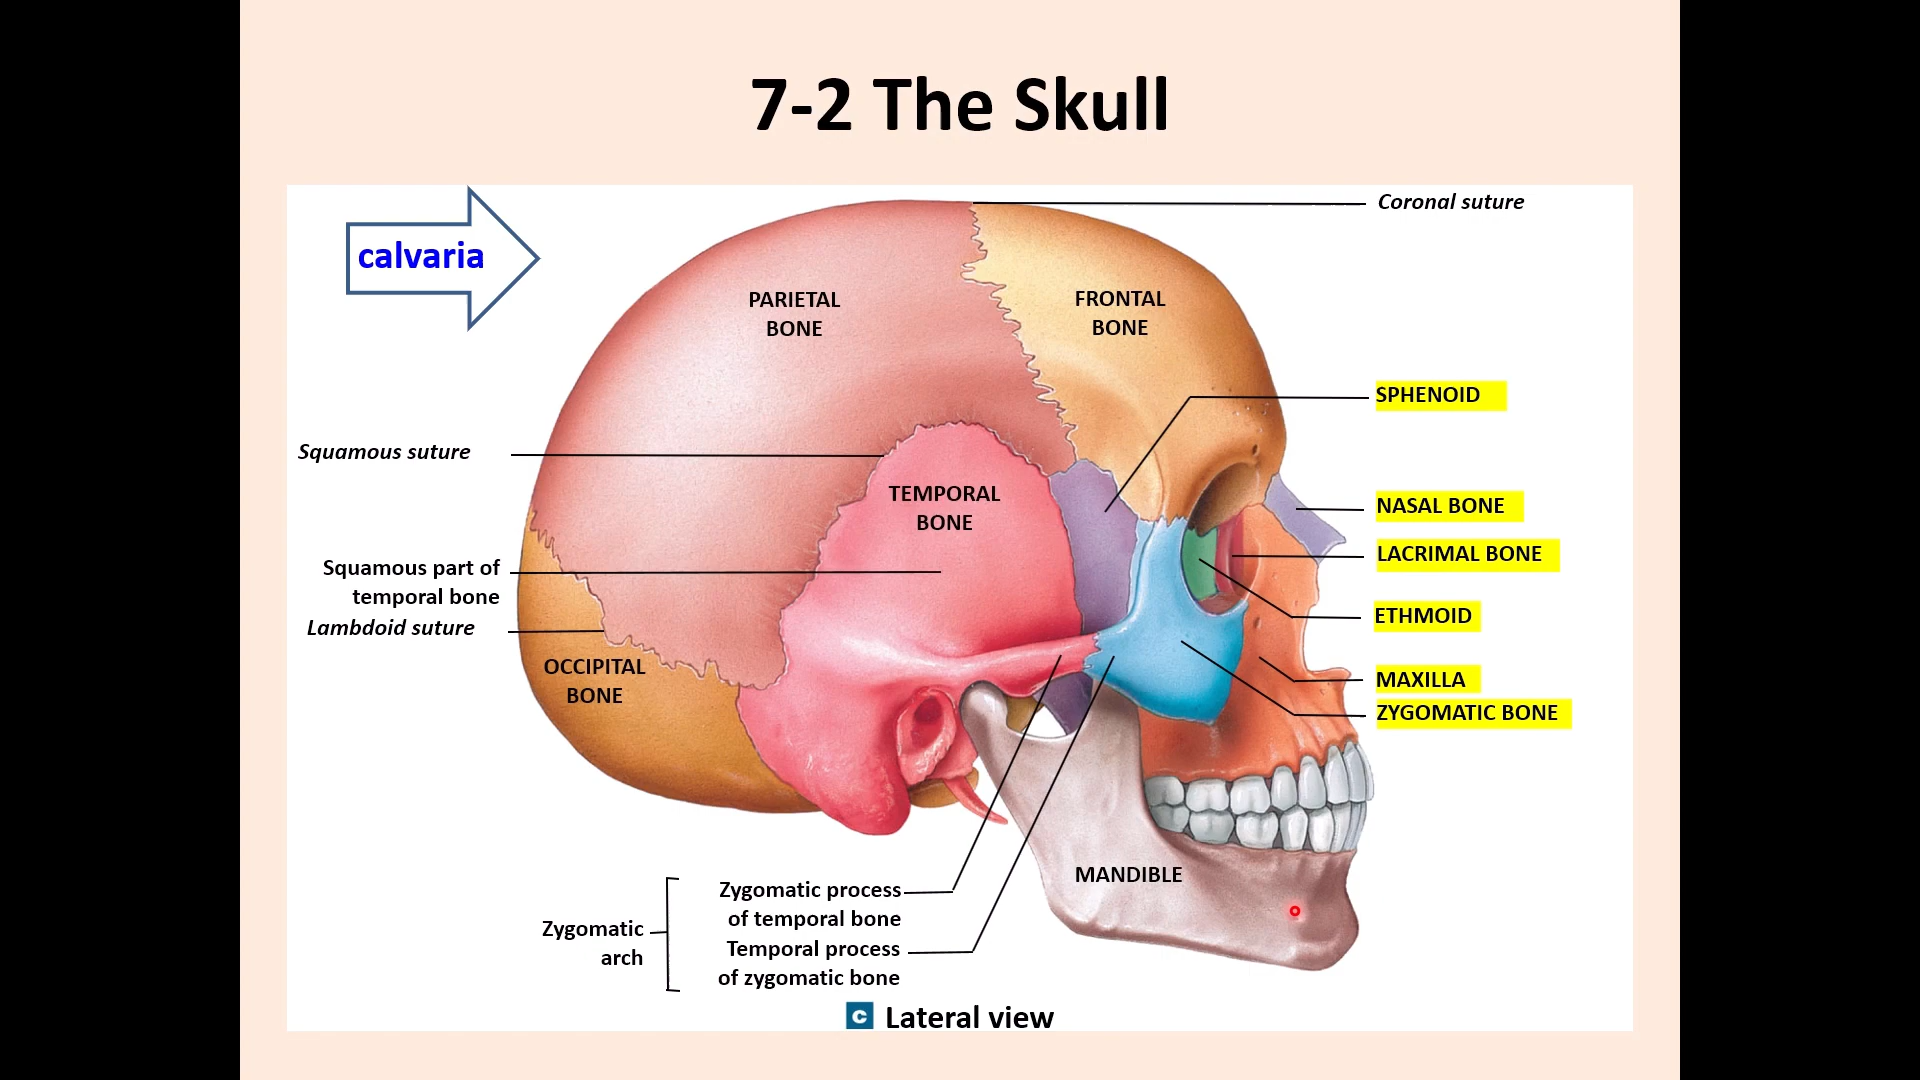 7-2 The Skull
calvaria
Coronal suture
PARIETAL
BONE
FRONTAL
BONE
SPHENOID
Squamous suture
TEMPORAL
BONE
NASAL BONE
LACRIMAL BONE
Squamous part of
temporal bone
ETHMOID
Lambdoid suture
OCCIPITAL
BONE
MAXILLA
ZYGOMATIC BONE
MANDIBLE
Zygomatic
arch
Zygomatic process
of temporal bone
Temporal process
of zygomatic bone
C Lateral view